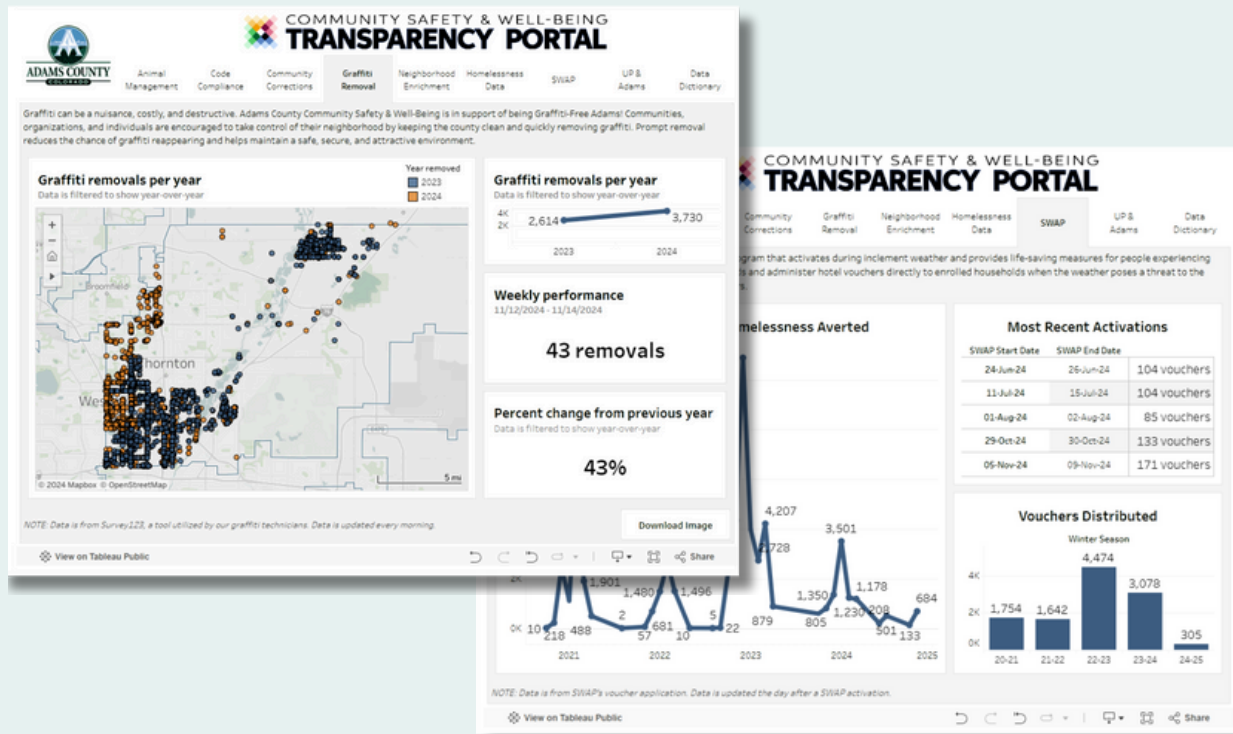 COMMUNITY SAFETY & WELL-BEING
TRANSPARENCY PORTAL
ADAMS COUNTY
COLORADO
Animal Management
Code Compliance
Community Corrections
Graffiti Removal
Neighborhood Enrichment
Homelessness Data
SWAP
UP & Adams
Data Dictionary
Graffiti can be a nuisance, costly, and destructive. Adams County Community Safety & Well-Being is in support of being Graffiti-Free Adams! Communities,
organizations, and individuals are encouraged to take control of their neighborhood by keeping the county clean and quickly removing graffiti. Prompt removal
reduces the chance of graffiti reappearing and helps maintain a safe, secure, and attractive environment.
Graffiti removals per year
Data is filtered to show year-over-year
Year removed
2023
2024
Broomfield
Thornton
5 mi
© 2024 Mapbox © OpenStreetMap
Graffiti removals per year
Data is filtered to show year-over-year
4K
2K
2,614
3,730
2023
2024
Weekly performance
11/12/2024 - 11/14/2024
43 removals
Percent change from previous year
Data is filtered to show year-over-year
43%
NOTE: Data is from Survey123, a tool utilized by our graffiti technicians. Data is updated every morning.
Download Image
View on Tableau Public
Share
COMMUNITY SAFETY & WELL-BEING
TRANSPARENCY PORTAL
Community Corrections
Graffiti Removal
Neighborhood Enrichment
Homelessness Data
SWAP
UP & Adams
Data Dictionary
gram that activates during inclement weather and provides life-saving measures for people experiencing
s and administer hotel vouchers directly to enrolled households when the weather poses a threat to the
s.
melessness Averted
4,207
2,728
3,501
2K
1,901
1,480
1,496
1,350
1,178
1,230
208
684
0K
10
218
488
2
57
681
10
5
22
879
805
501
133
2021
2022
2023
2024
2025
Most Recent Activations
SWAP Start Date SWAP End Date
24-Jun-24 26-Jun-24 104 vouchers
11-Jul-24 15-Jul-24 104 vouchers
01-Aug-24 02-Aug-24 85 vouchers
29-Oct-24 30-Oct-24 133 vouchers
05-Nov-24 09-Nov-24 171 vouchers
Vouchers Distributed
Winter Season
4K
2K
0K
1,754
1,642
4,474
3,078
305
20-21
21-22
22-23
23-24
24-25
NOTE: Data is from SWAP's voucher application. Data is updated the day after a SWAP activation.
View on Tableau Public
Share